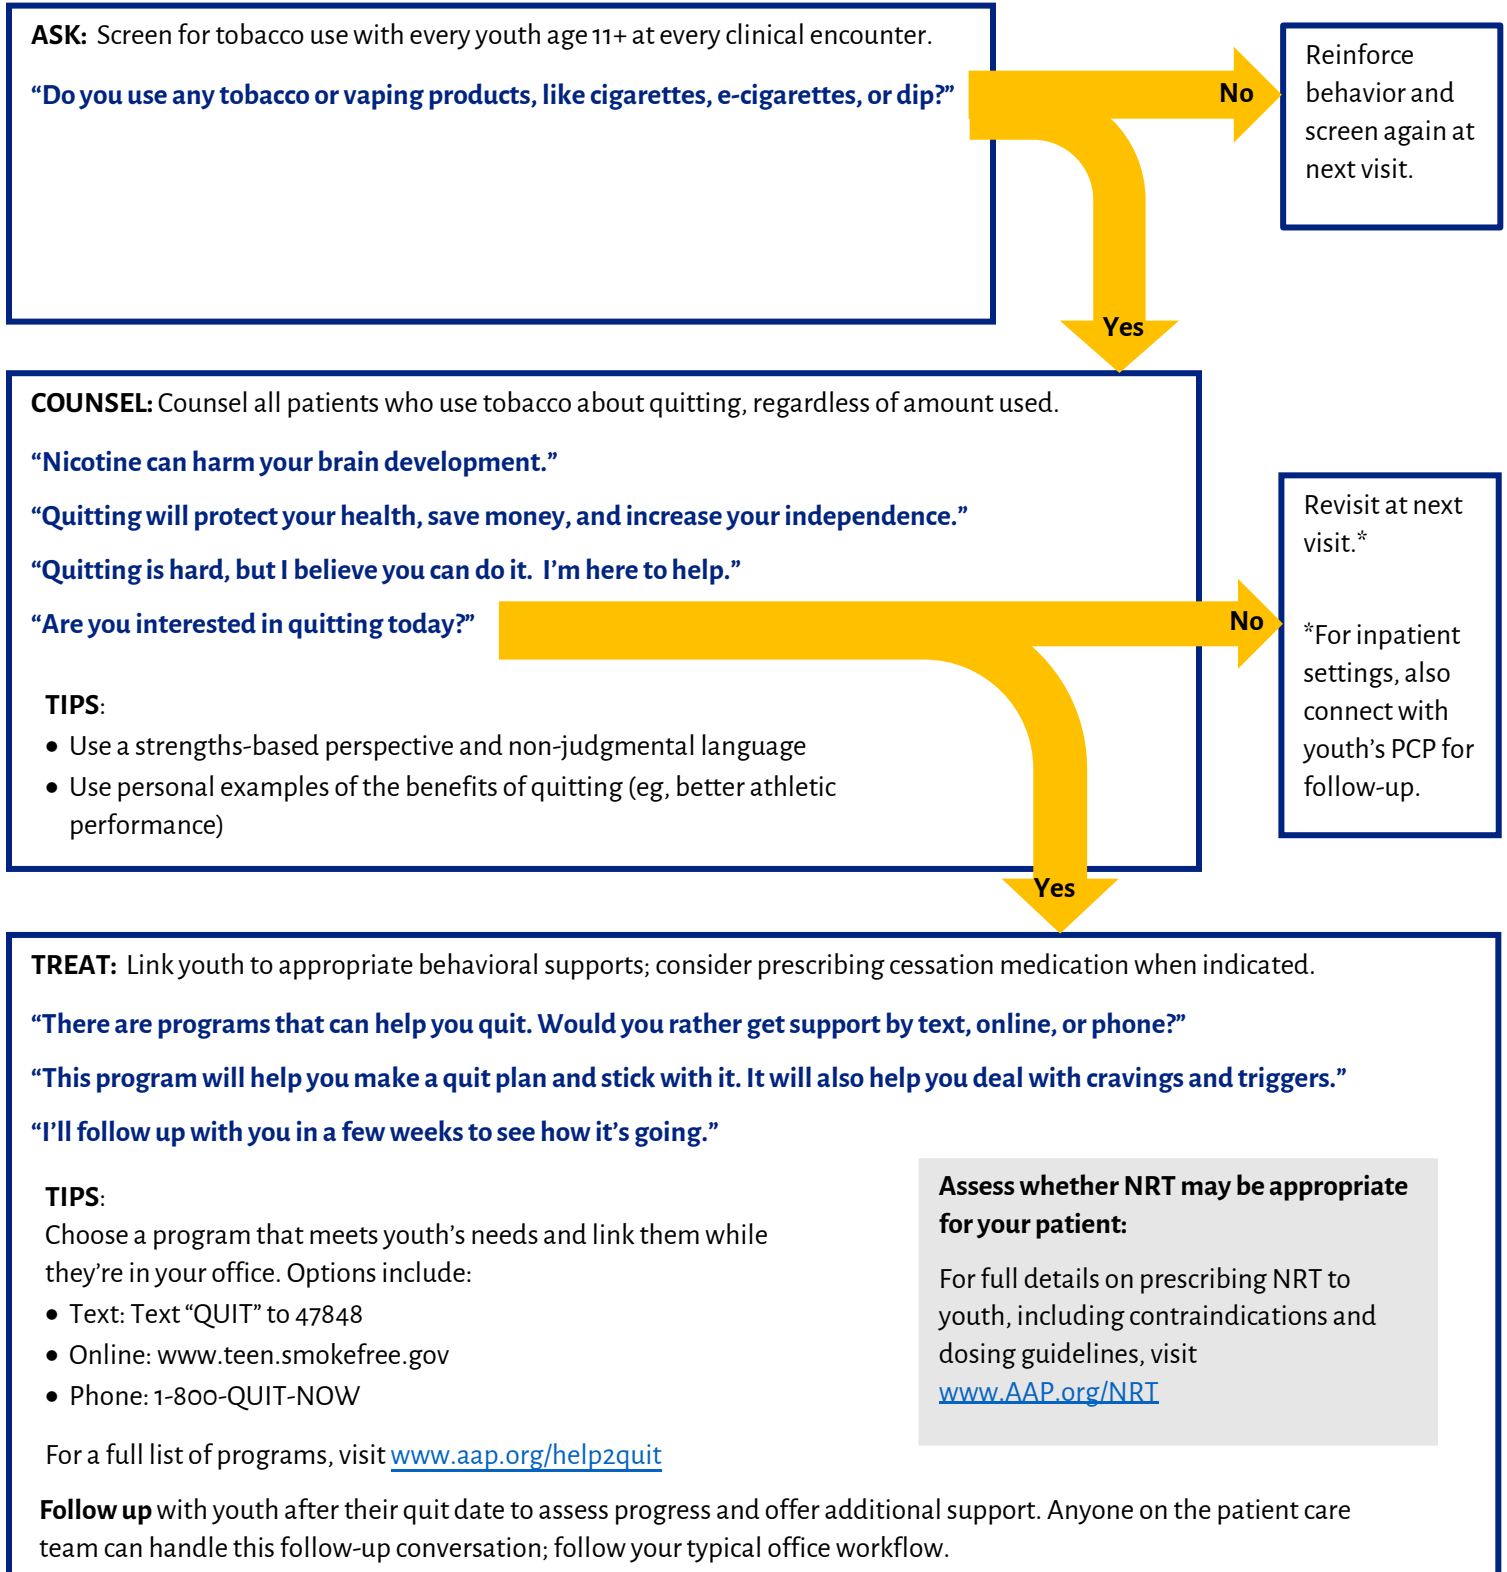 ASK: Screen for tobacco use with every youth age 11+ at every clinical encounter.
“Do you use any tobacco or vaping products, like cigarettes, e-cigarettes, or dip?”
No
Reinforce
behavior and
screen again at
next visit.
Yes
COUNSEL: Counsel all patients who use tobacco about quitting, regardless of amount used.
“Nicotine can harm your brain development.”
“Quitting will protect your health, save money, and increase your independence.”
“Quitting is hard, but I believe you can do it. I’m here to help.”
“Are you interested in quitting today?”
No
Revisit at next
visit.*
*For inpatient
settings, also
connect with
youth’s PCP for
follow-up.
TIPS:
• Use a strengths-based perspective and non-judgmental language
• Use personal examples of the benefits of quitting (eg, better athletic
performance)
Yes
TREAT: Link youth to appropriate behavioral supports; consider prescribing cessation medication when indicated.
“There are programs that can help you quit. Would you rather get support by text, online, or phone?”
“This program will help you make a quit plan and stick with it. It will also help you deal with cravings and triggers.”
“I’ll follow up with you in a few weeks to see how it’s going.”
TIPS:
Choose a program that meets youth’s needs and link them while
they’re in your office. Options include:
• Text: Text “QUIT” to 47848
• Online: www.teen.smokefree.gov
• Phone: 1-800-QUIT-NOW
For a full list of programs, visit www.aap.org/help2quit
Assess whether NRT may be appropriate
for your patient:
For full details on prescribing NRT to
youth, including contraindications and
dosing guidelines, visit
www.AAP.org/NRT
Follow up with youth after their quit date to assess progress and offer additional support. Anyone on the patient care
team can handle this follow-up conversation; follow your typical office workflow.